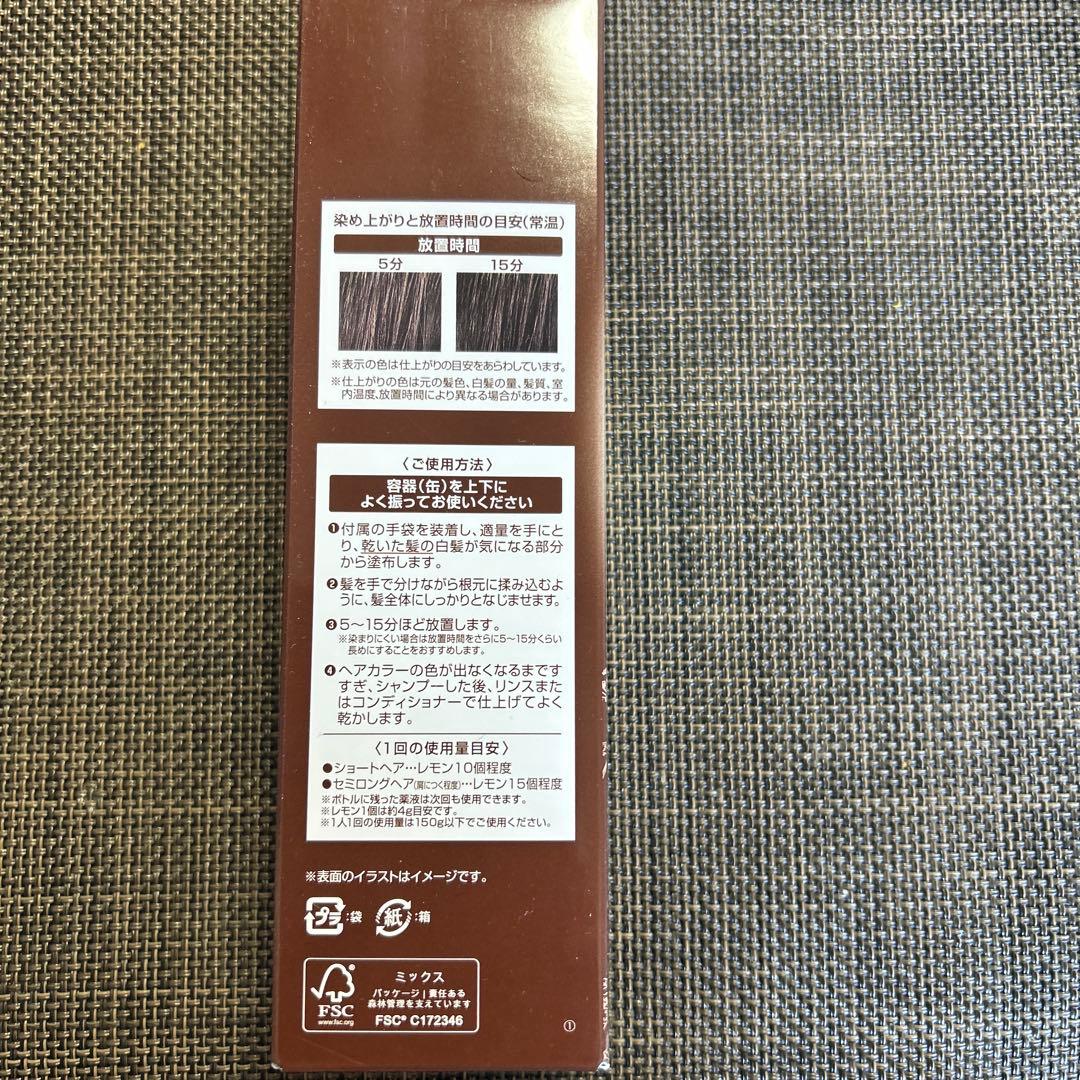 染め上がりと放置時間の目安(常温)
放置時間
5分 15分
※表示の色は仕上がりの目安をあらわしています。
※仕上がりの色は元の髪色、白髪の量、髪質、室
内温度、放置時間により異なる場合があります。
〈ご使用方法〉
容器(缶)を上下に
よく振ってお使いください
❶付属の手袋を装着し、適量を手にと
り、乾いた髪の白髪が気になる部分
から塗布します。
❷髪を手で分けながら根元に揉み込むよ
うに、髪全体にしっかりとなじませます。
❸5〜15分ほど放置します。
※染まりにくい場合は放置時間をさらに5〜15分くらい
長めにすることをおすすめします。
❹ヘアカラーの色が出なくなるまです
すぎ、シャンプーした後、リンスまた
はコンディショナーで仕上げてよく
乾かします。
〈1回の使用量目安〉
●ショートヘア…レモン10個程度
●セミロングヘア(肩につく程度)…レモン15個程度
※ボトルに残った薬液は次回も使用できます。
※レモン1個は約4g目安です。
※1人1回の使用量は150g以下でご使用ください。
※表面のイラストはイメージです。
プラ:袋 紙:箱
ミックス
パッケージ|責任ある
森林管理を支えています
FSC® C172346
FSC
www.fsc.org
①